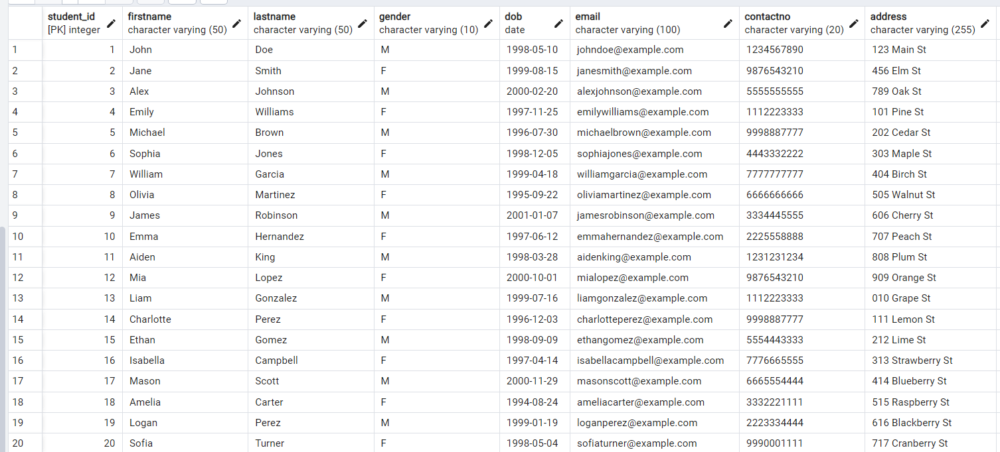 student_id firstname lastname gender dob email contactno address
[PK] integer character varying (50) character varying (50) character varying (10) date character varying (100) character varying (20) character varying (255)
1 1 John Doe M 1998-05-10 johndoe@example.com 1234567890 123 Main St
2 2 Jane Smith F 1999-08-15 janesmith@example.com 9876543210 456 Elm St
3 3 Alex Johnson M 2000-02-20 alexjohnson@example.com 5555555555 789 Oak St
4 4 Emily Williams F 1997-11-25 emilywilliams@example.com 1112223333 101 Pine St
5 5 Michael Brown M 1996-07-30 michaelbrown@example.com 9998887777 202 Cedar St
6 6 Sophia Jones F 1998-12-05 sophiajones@example.com 4443332222 303 Maple St
7 7 William Garcia M 1999-04-18 williamgarcia@example.com 7777777777 404 Birch St
8 8 Olivia Martinez F 1995-09-22 oliviamartinez@example.com 6666666666 505 Walnut St
9 9 James Robinson M 2001-01-07 jamesrobinson@example.com 3334445555 606 Cherry St
10 10 Emma Hernandez F 1997-06-12 emmahernandez@example.com 2225558888 707 Peach St
11 11 Aiden King M 1998-03-28 aidenking@example.com 1231231234 808 Plum St
12 12 Mia Lopez F 2000-10-01 mialopez@example.com 9876543210 909 Orange St
13 13 Liam Gonzalez M 1999-07-16 liamgonzalez@example.com 1112223333 010 Grape St
14 14 Charlotte Perez F 1996-12-03 charlotteperez@example.com 9998887777 111 Lemon St
15 15 Ethan Gomez M 1998-09-09 ethangomez@example.com 5554443333 212 Lime St
16 16 Isabella Campbell F 1997-04-14 isabellacampbell@example.com 7776665555 313 Strawberry St
17 17 Mason Scott M 2000-11-29 masonscott@example.com 6665554444 414 Blueberry St
18 18 Amelia Carter F 1994-08-24 ameliacarter@example.com 3332221111 515 Raspberry St
19 19 Logan Perez M 1999-01-19 loganperez@example.com 2223334444 616 Blackberry St
20 20 Sofia Turner F 1998-05-04 sofiaturner@example.com 9990001111 717 Cranberry St